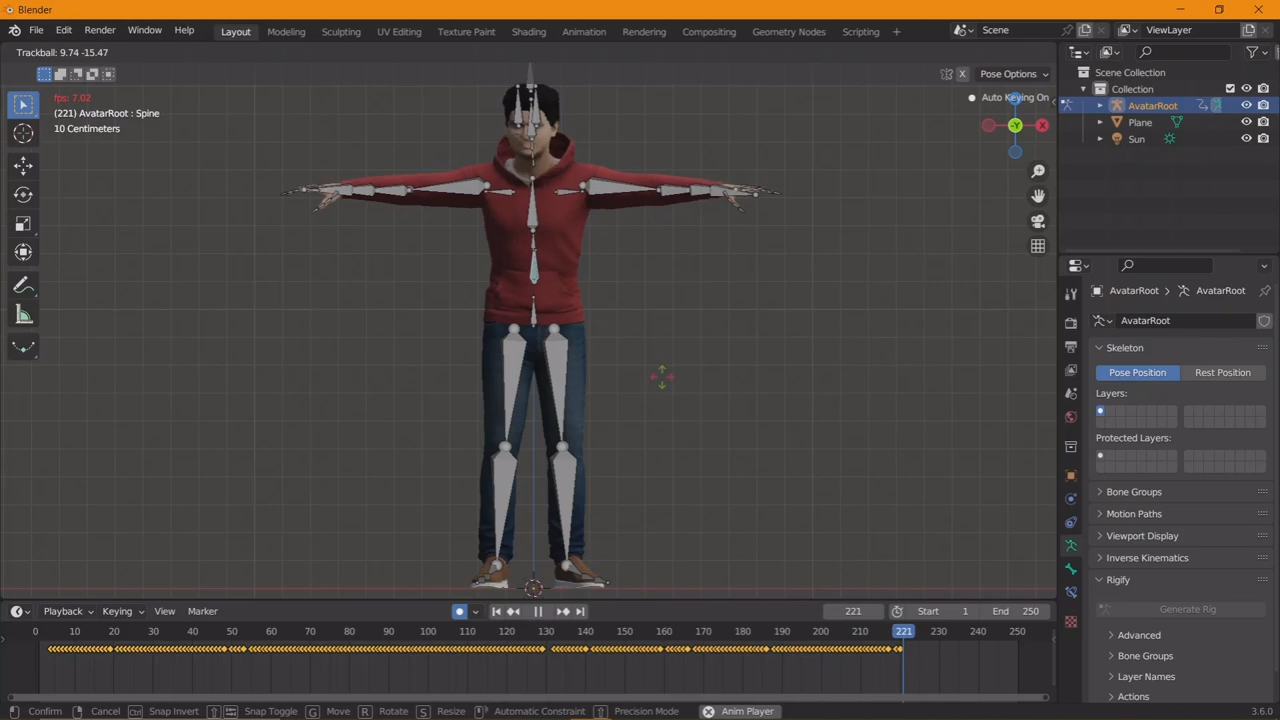 Blender
File Edit Render Window Help
Layout Modeling Sculpting UV Editing Texture Paint Shading Animation Rendering Compositing Geometry Nodes Scripting +
Scene
ViewLayer
Trackball: 9.74 -15.47
X
Pose Options
fps: 7.02
Auto Keying On
(221) AvatarRoot : Spine
10 Centimeters
-Y
X
Scene Collection
Collection
AvatarRoot
Plane
Sun
AvatarRoot > AvatarRoot
AvatarRoot
Skeleton
Pose Position Rest Position
Layers:
Protected Layers:
Bone Groups
Motion Paths
Viewport Display
Inverse Kinematics
Rigify
Generate Rig
Advanced
Bone Groups
Layer Names
Actions
Playback Keying View Marker
221 Start 1 End 250
0 10 20 30 40 50 60 70 80 90 100 110 120 130 140 150 160 170 180 190 200 210 221 230 240 250
Confirm Cancel Ctrl Snap Invert Snap Toggle G Move R Rotate S Resize Automatic Constraint Precision Mode Anim Player 3.6.0